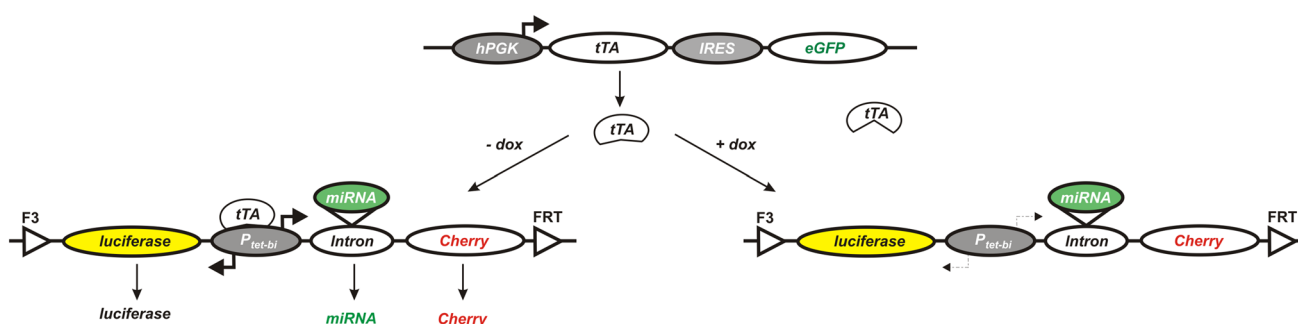 hPGK tTA IRES eGFP
tTA
tTA
- dox + dox
miRNA miRNA
F3 tTA FRT F3 FRT
luciferase Ptet-bi Intron Cherry luciferase Ptet-bi Intron Cherry
luciferase miRNA Cherry